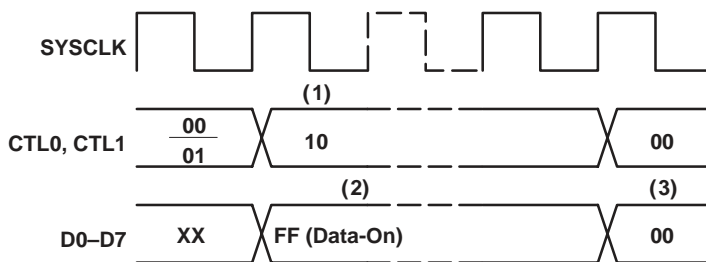 SYSCLK
(1)
CTL0, CTL1
00
01
10
00
(2)
(3)
D0–D7
XX
FF (Data-On)
00